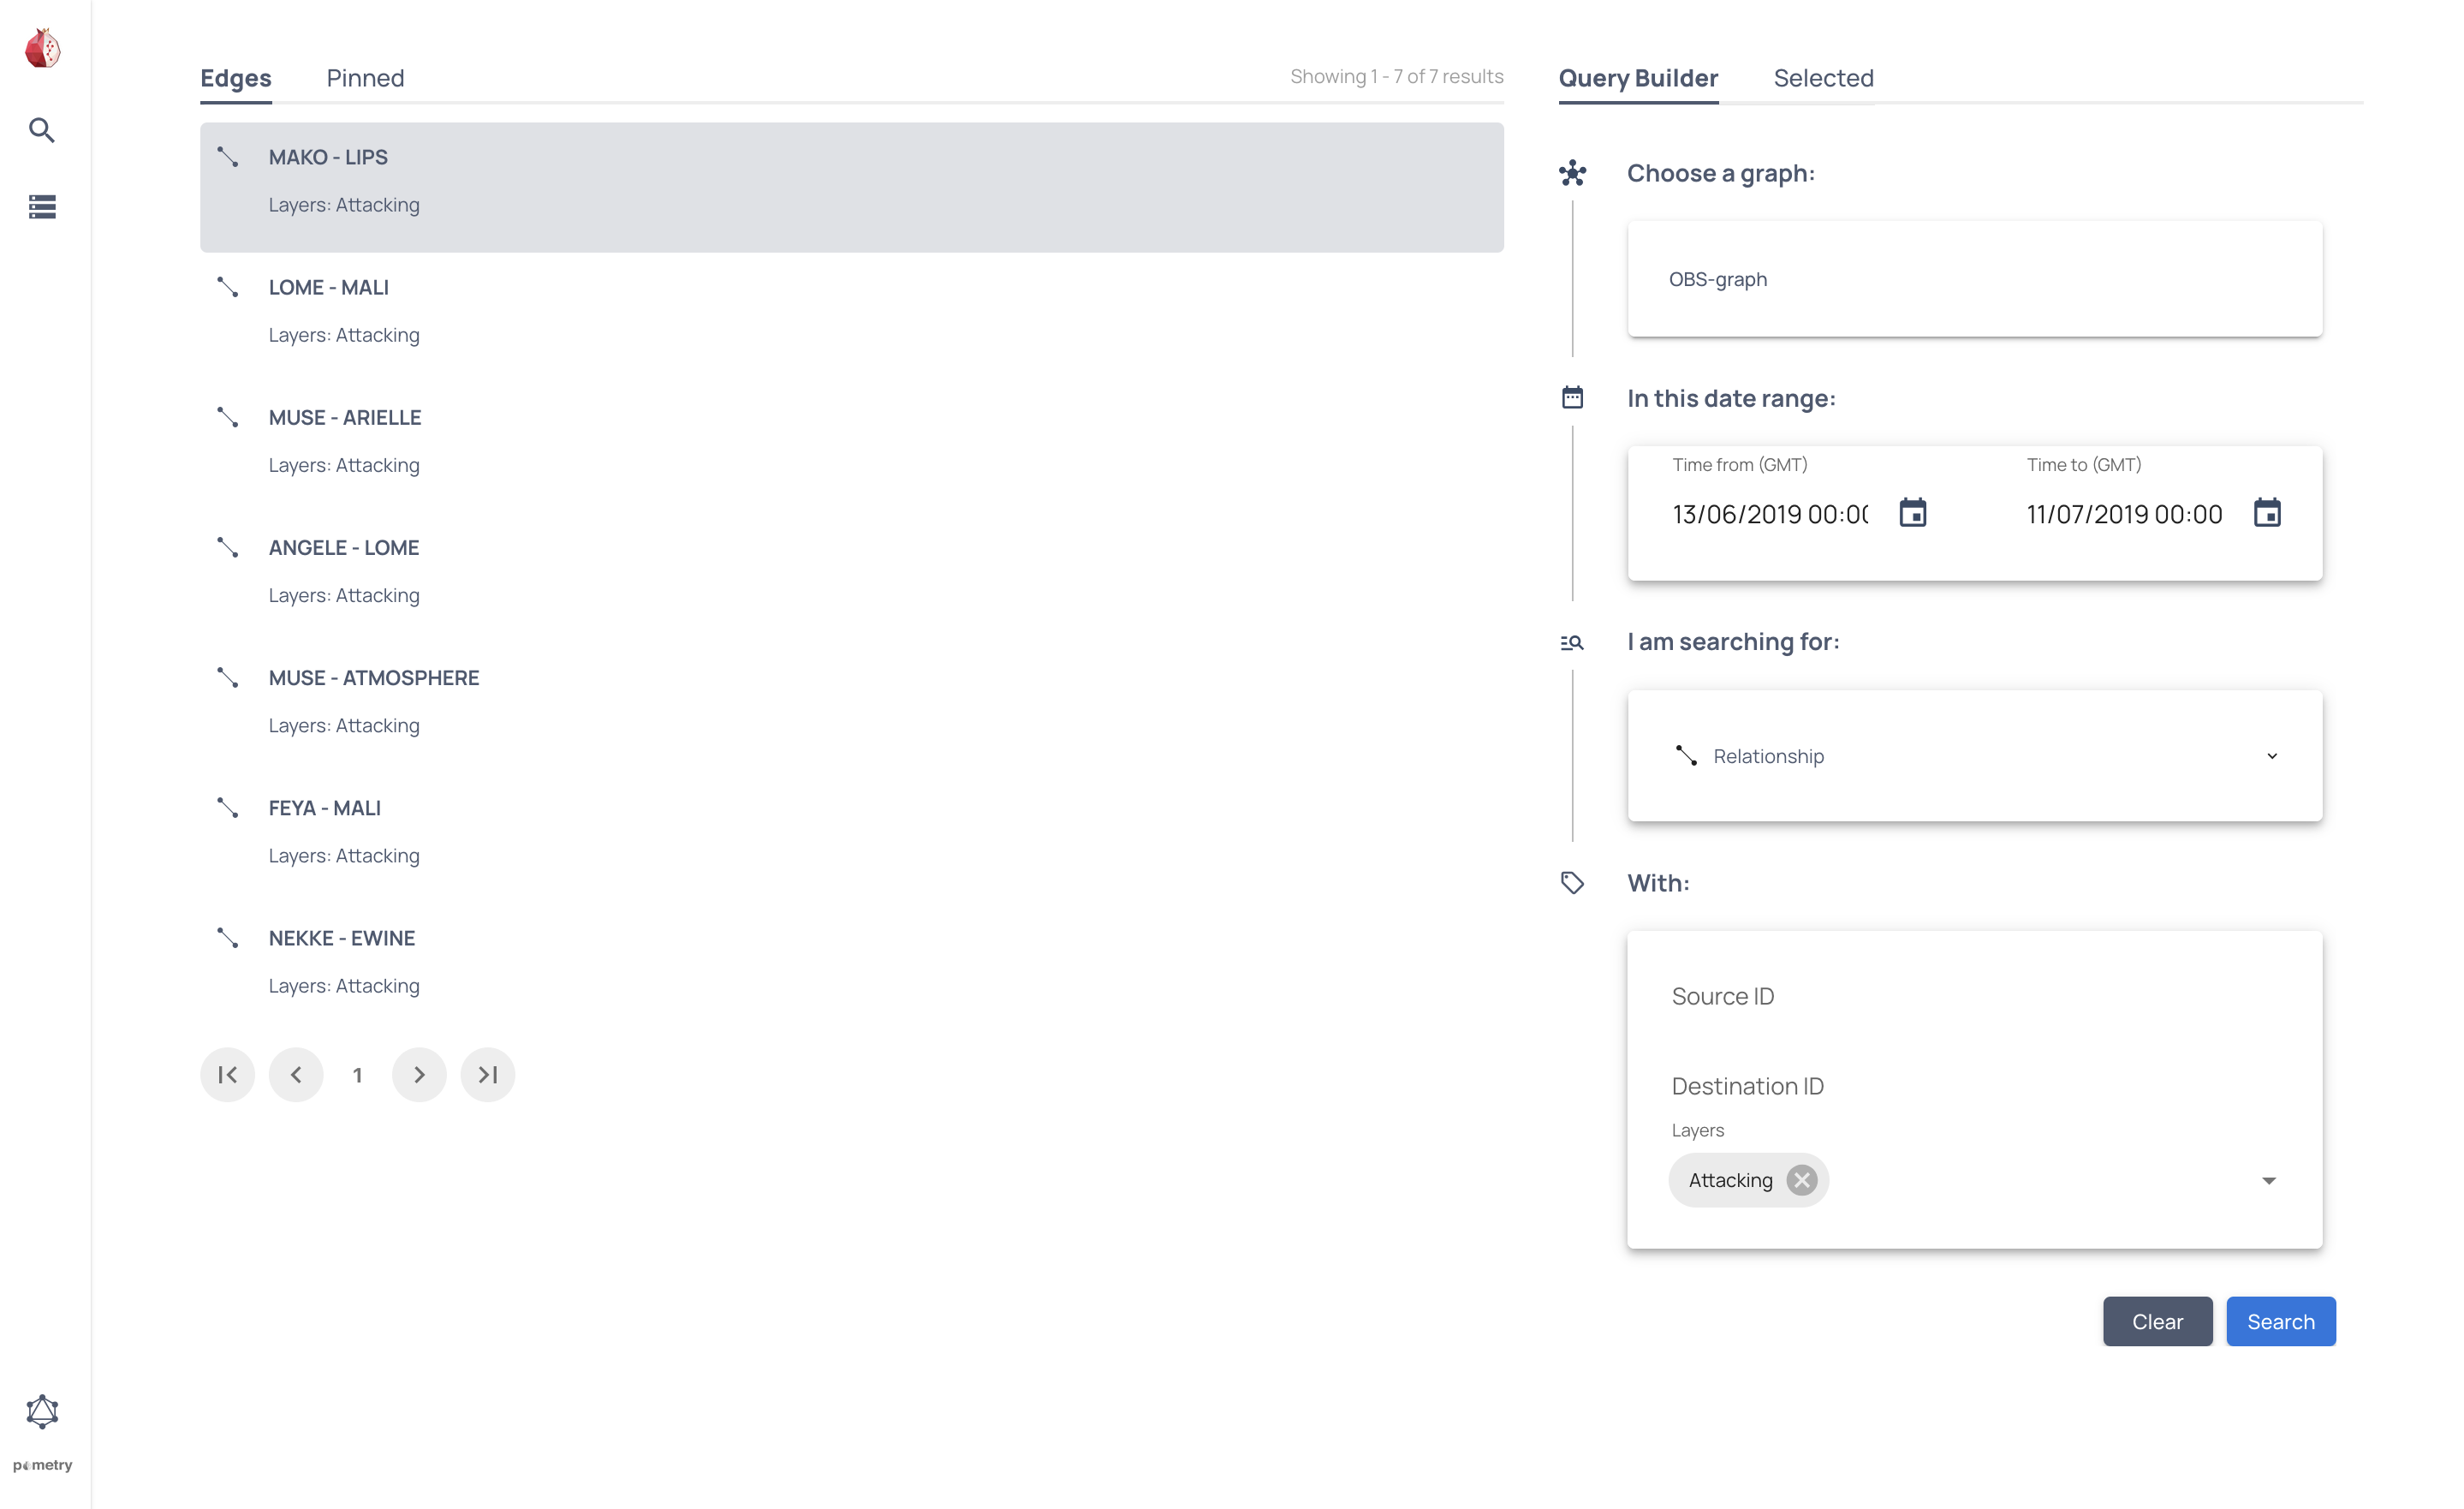 Edges
Pinned
Showing 1 - 7 of 7 results
MAKO - LIPS
Layers: Attacking
LOME - MALI
Layers: Attacking
MUSE - ARIELLE
Layers: Attacking
ANGELE - LOME
Layers: Attacking
MUSE - ATMOSPHERE
Layers: Attacking
FEYA - MALI
Layers: Attacking
NEKKE - EWINE
Layers: Attacking
1
Query Builder
Selected
Choose a graph:
OBS-graph
In this date range:
Time from (GMT)
Time to (GMT)
13/06/2019 00:00
11/07/2019 00:00
I am searching for:
Relationship
With:
Source ID
Destination ID
Layers
Attacking
Clear
Search
pometry